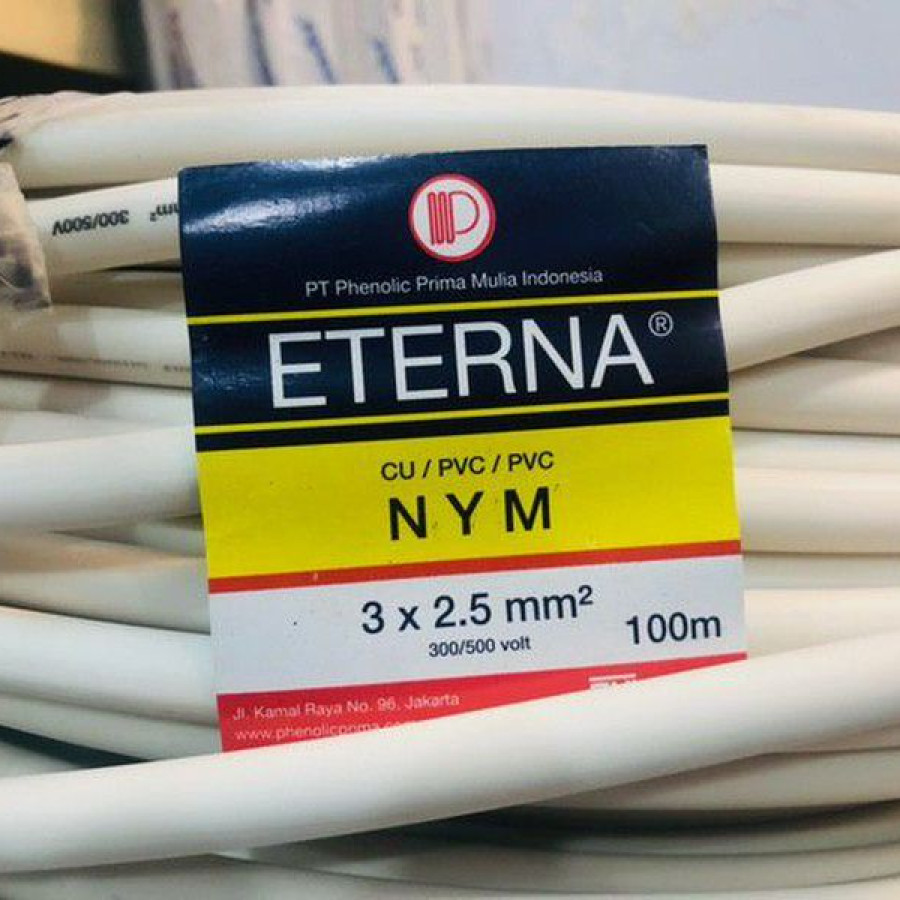 PT Phenolic Prima Mulia Indonesia
ETERNA®
CU / PVC / PVC
NYM
3 x 2.5 mm²
300/500 volt
100m
Jl. Kamal Raya No. 96. Jakarta
300/500V